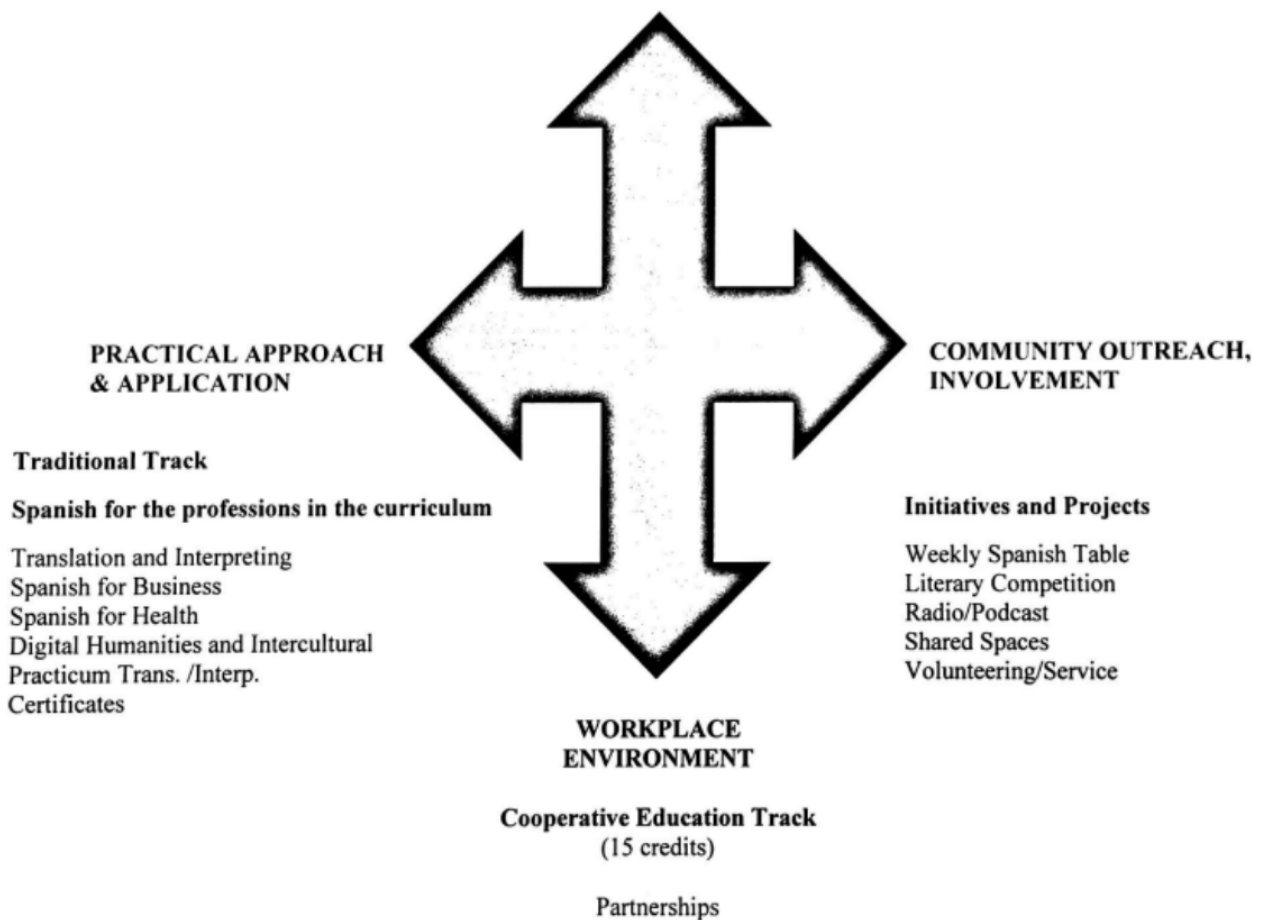 PRACTICAL APPROACH
& APPLICATION
Traditional Track
Spanish for the professions in the curriculum
Translation and Interpreting
Spanish for Business
Spanish for Health
Digital Humanities and Intercultural
Practicum Trans. /Interp.
Certificates
COMMUNITY OUTREACH,
INVOLVEMENT
Initiatives and Projects
Weekly Spanish Table
Literary Competition
Radio/Podcast
Shared Spaces
Volunteering/Service
WORKPLACE
ENVIRONMENT
Cooperative Education Track
(15 credits)
Partnerships